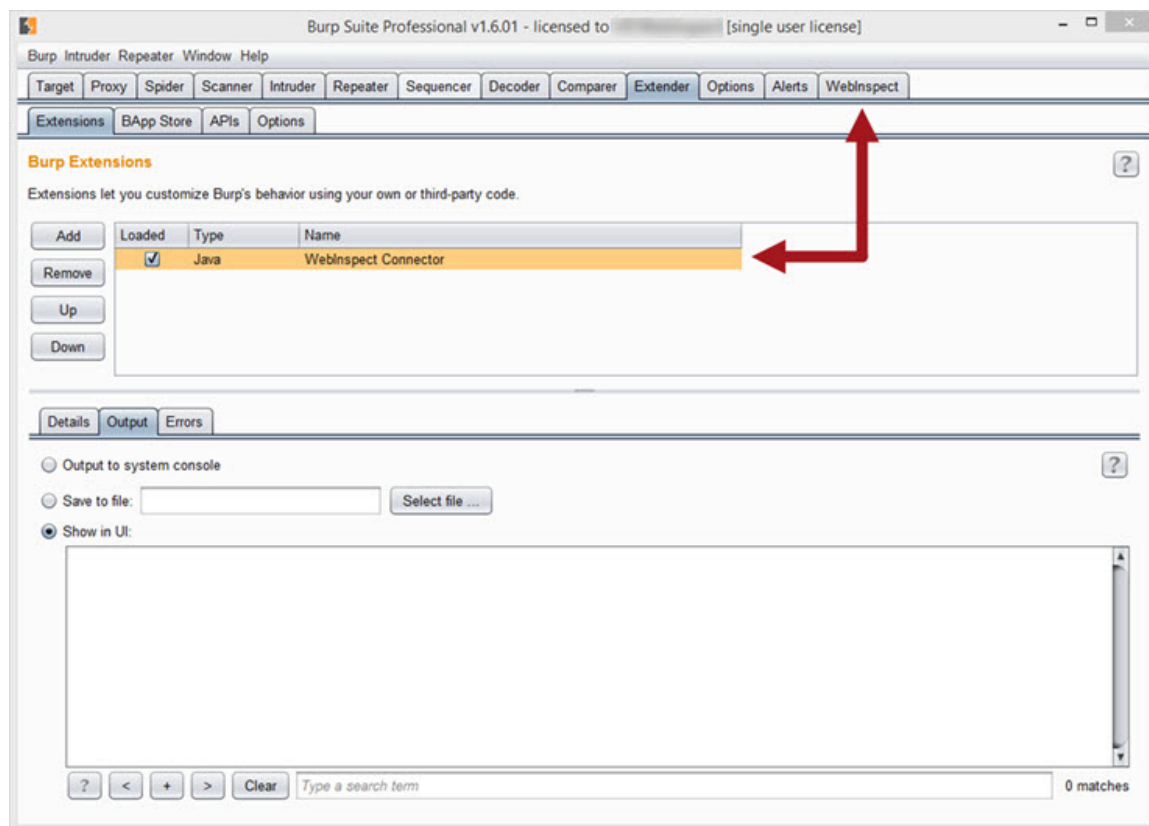 Burp Suite Professional v1.6.01 - licensed to [single user license]
Burp Intruder Repeater Window Help
Target Proxy Spider Scanner Intruder Repeater Sequencer Decoder Comparer Extender Options Alerts WebInspect
Extensions BApp Store APIs Options
Burp Extensions
?
Extensions let you customize Burp's behavior using your own or third-party code.
Add Loaded Type Name
Java WebInspect Connector
Remove
Up
Down
Details Output Errors
Output to system console
?
Save to file: Select file ...
Show in UI:
? < + > Clear Type a search term 0 matches